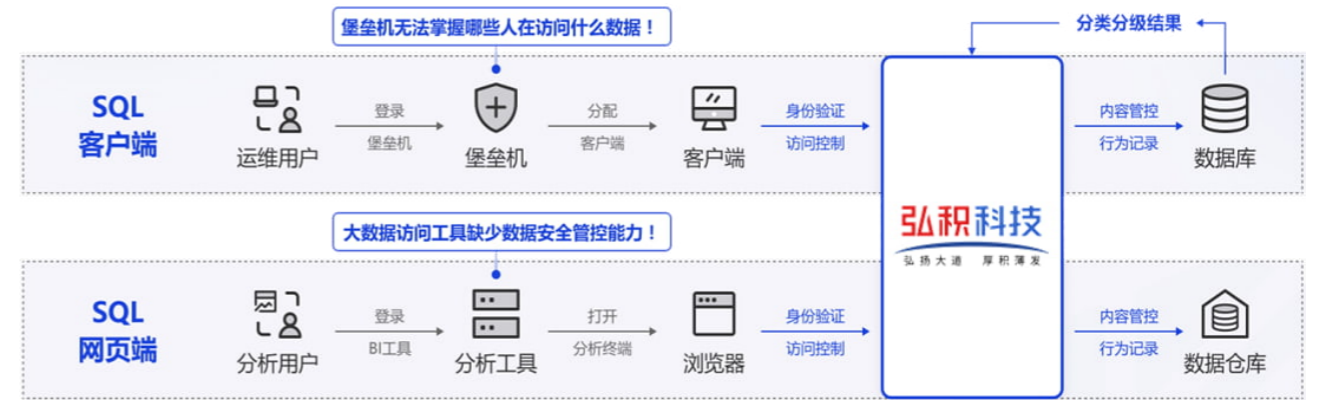 堡垒机无法掌握哪些人在访问什么数据！
分类分级结果
SQL
客户端
运维用户
登录
堡垒机
堡垒机
分配
客户端
客户端
身份验证
访问控制
内容管控
行为记录
数据库
弘积科技
弘扬大道 厚积薄发
大数据访问工具缺少数据安全管控能力！
SQL
网页端
分析用户
登录
BI工具
分析工具
打开
分析终端
浏览器
身份验证
访问控制
内容管控
行为记录
数据仓库